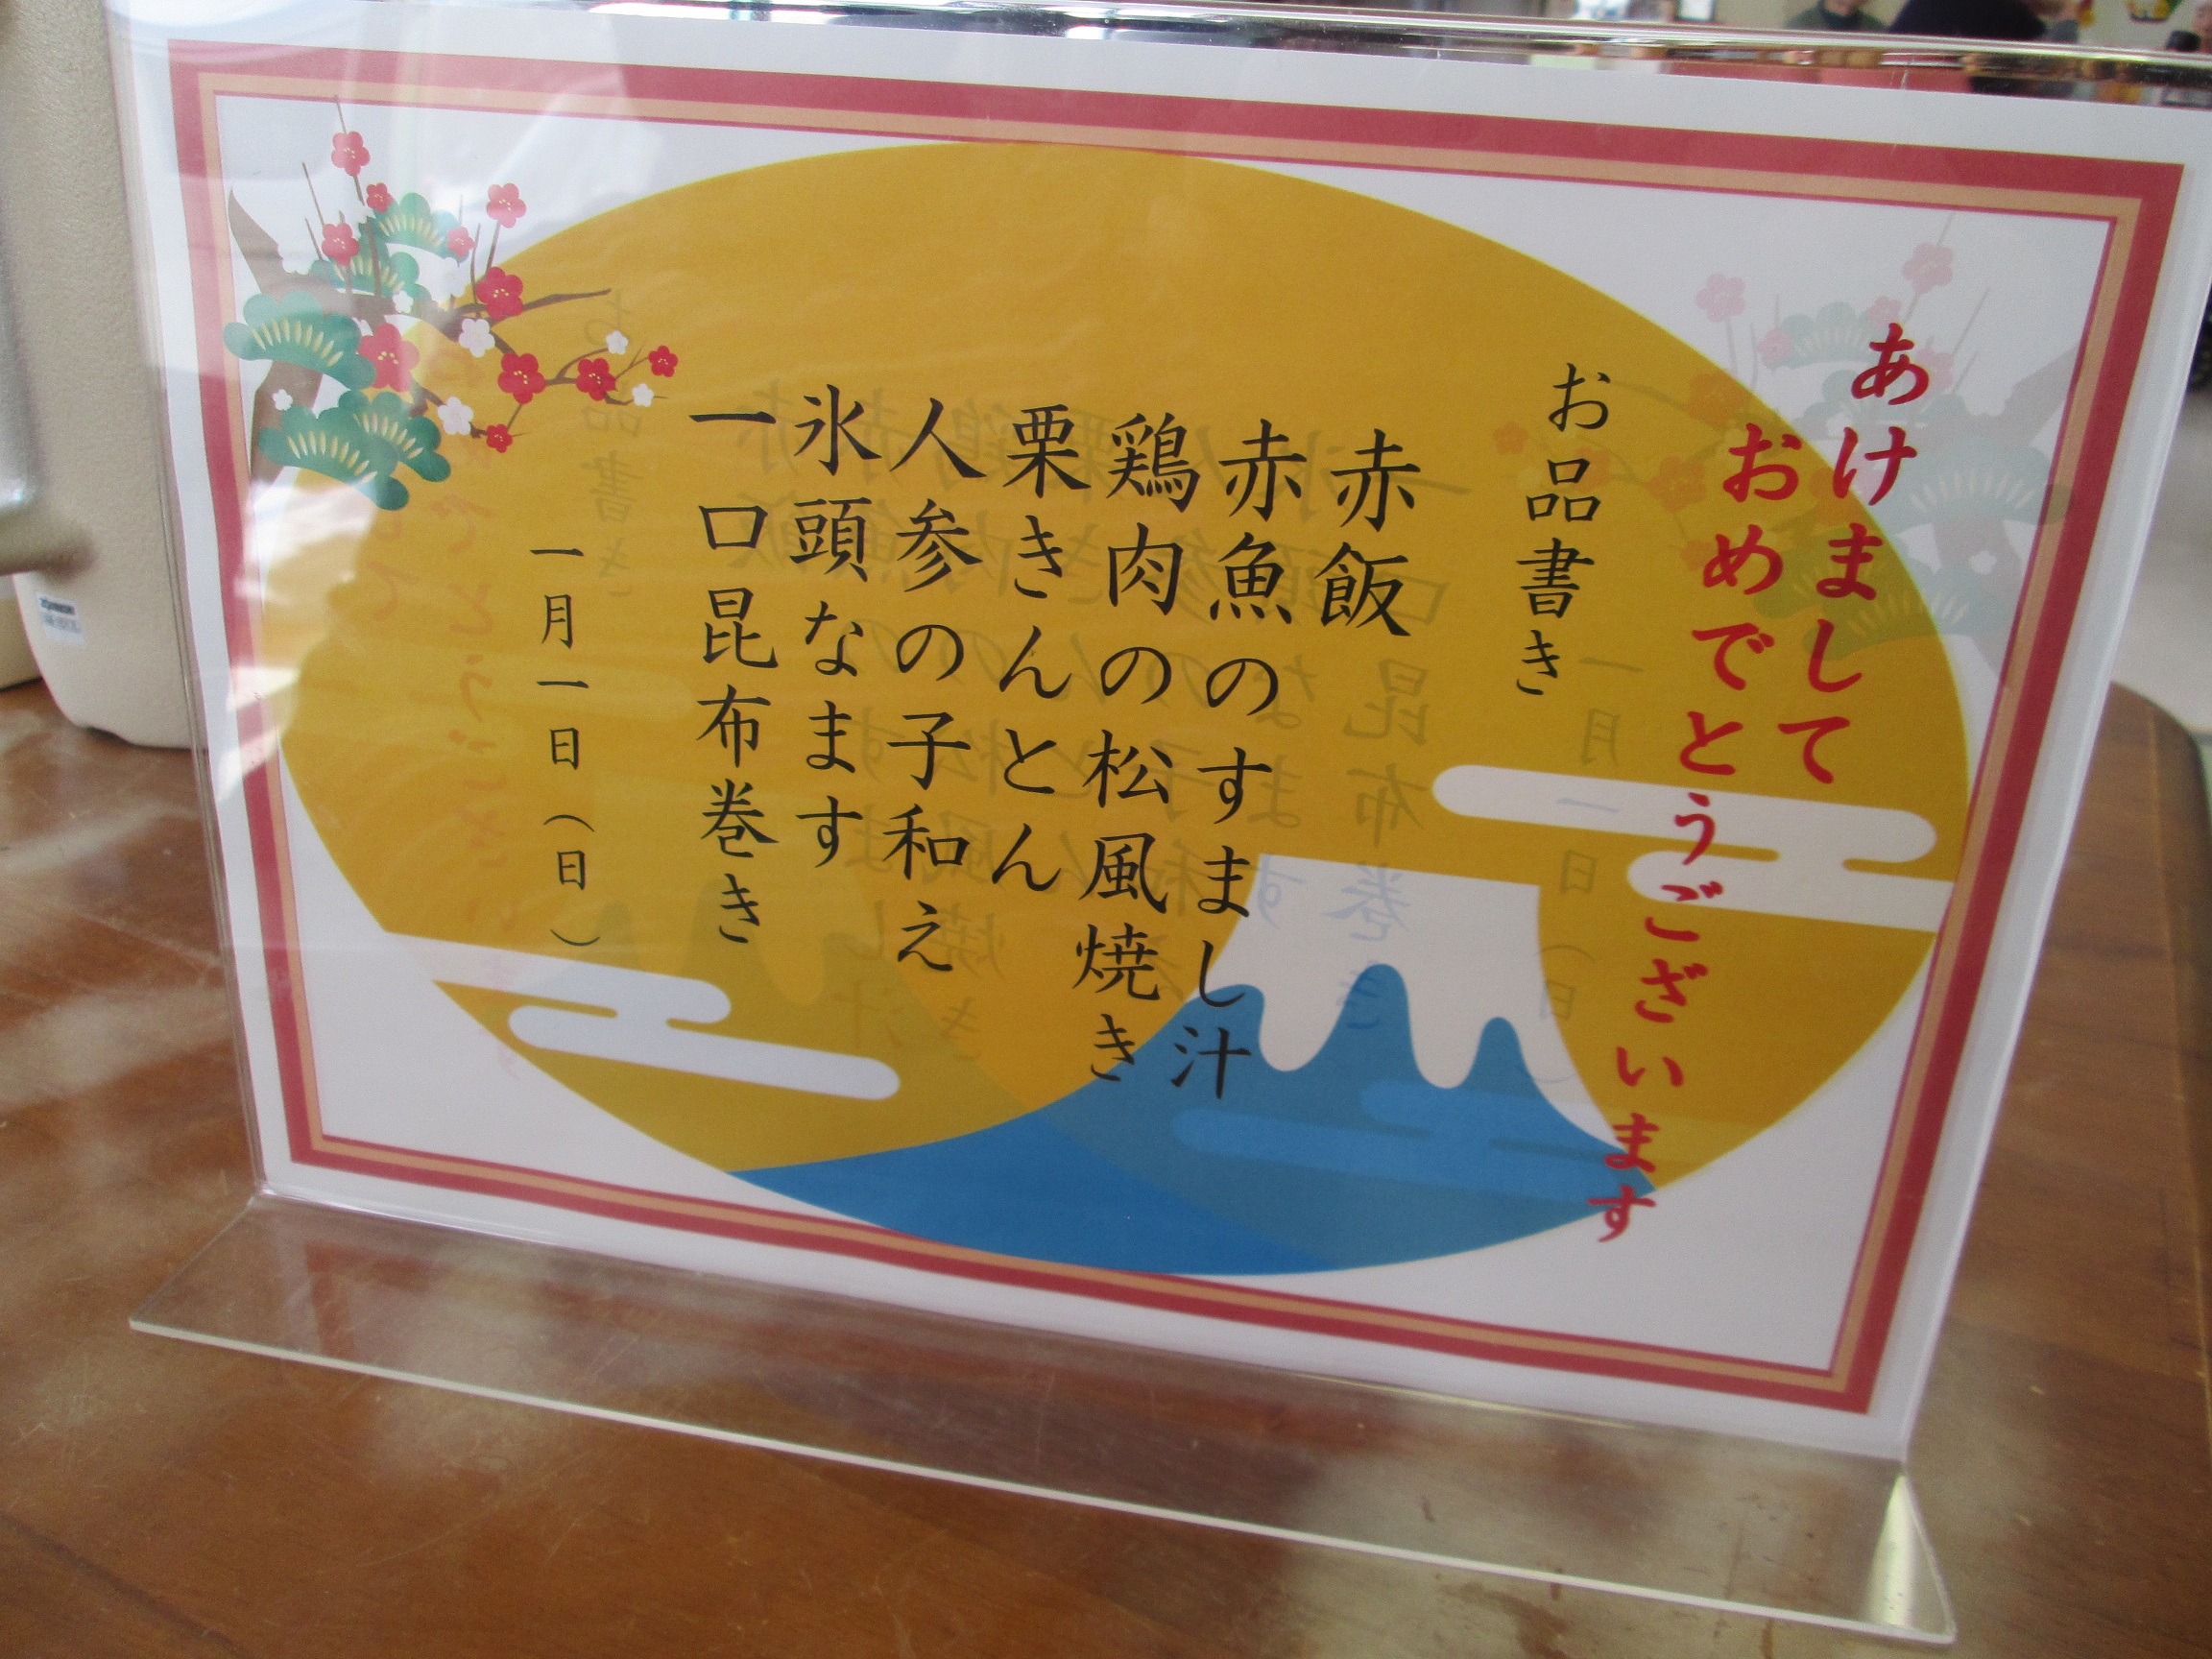 あけまして
おめでとうございます
お品書き
赤飯
赤魚のすまし汁
鶏肉の松風焼き
栗きんとん
人参の子和え
氷頭なます
一口昆布巻き
一月一日（日）